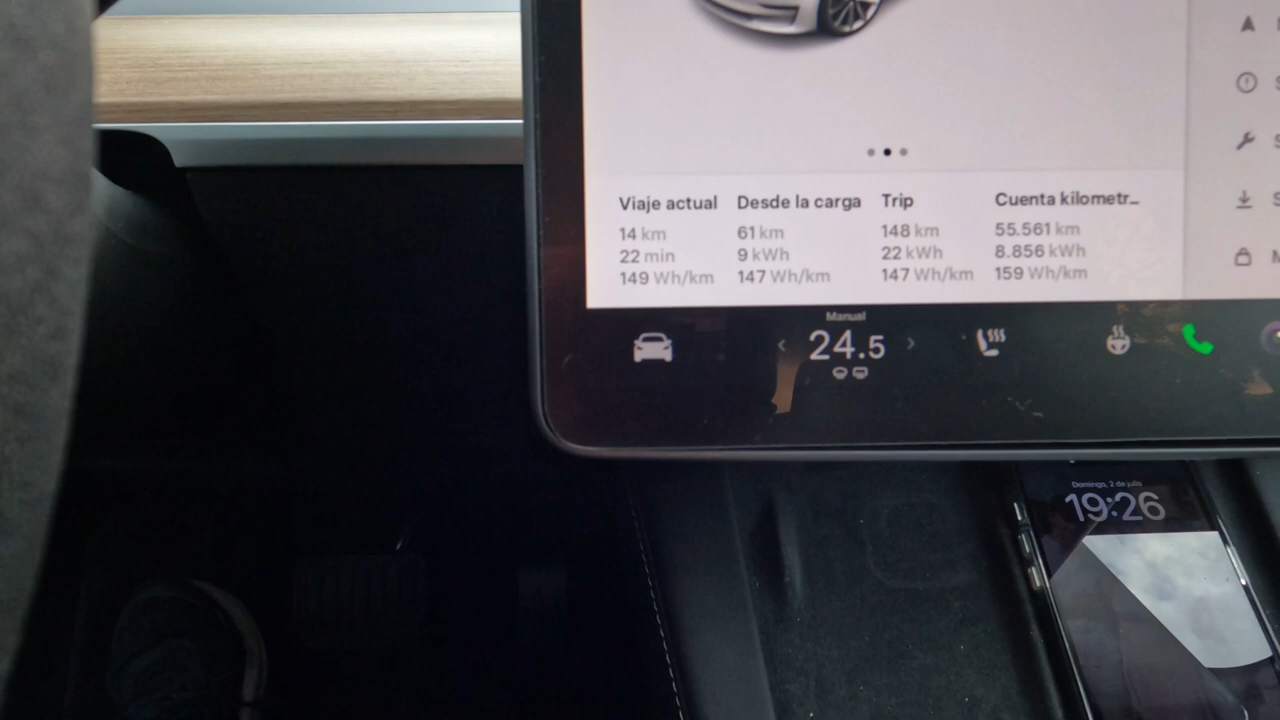 Viaje actual
14 km
22 min
149 Wh/km
Desde la carga
61 km
9 kWh
147 Wh/km
Trip
148 km
22 kWh
147 Wh/km
Cuenta kilometr…
55.561 km
8.856 kWh
159 Wh/km
Manual
24.5
Domingo, 2 de julio
19:26